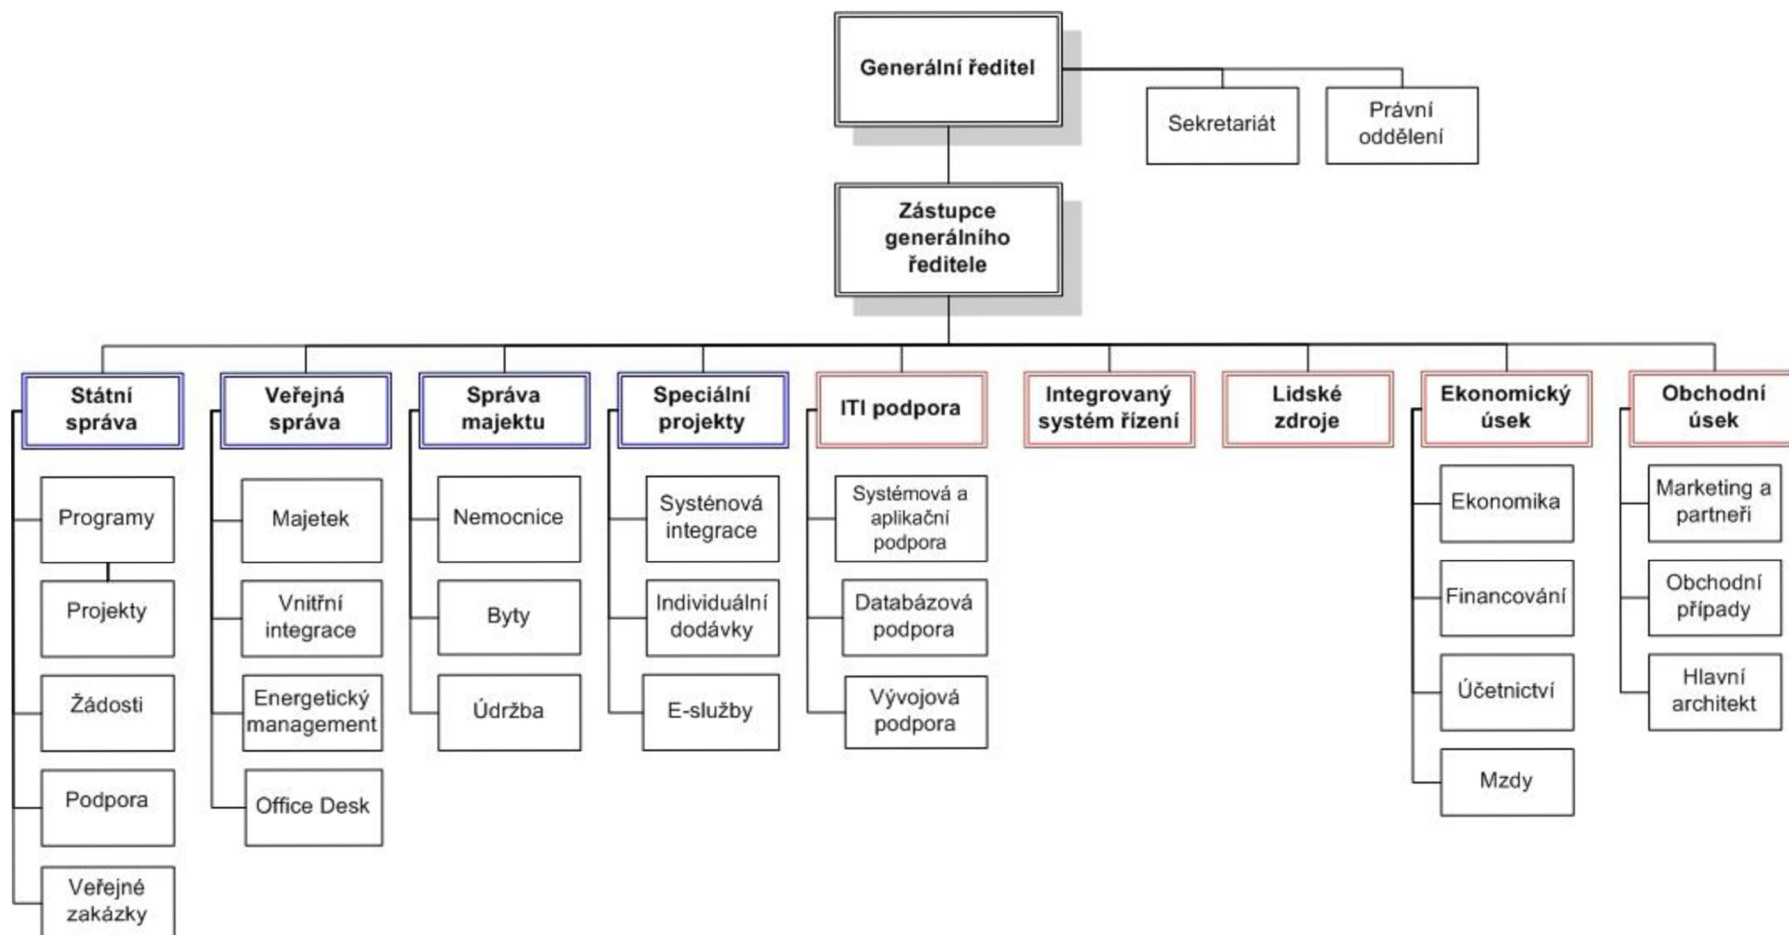 Generální ředitel
Sekretariát
Právní
oddělení
Zástupce
generálního
ředitele
Státní
správa
Veřejná
správa
Správa
majektu
Speciální
projekty
ITI podpora
Integrovaný
systém řízení
Lidské
zdroje
Ekonomický
úsek
Obchodní
úsek
Programy
Projekty
Žádosti
Podpora
Veřejné
zakázky
Majetek
Vnitřní
integrace
Energetický
management
Office Desk
Nemocnice
Byty
Údržba
Systénová
integrace
Individuální
dodávky
E-služby
Systémová a
aplikační
podpora
Databázová
podpora
Vývojová
podpora
Ekonomika
Financování
Účetnictví
Mzdy
Marketing a
partneři
Obchodní
případy
Hlavní
architekt